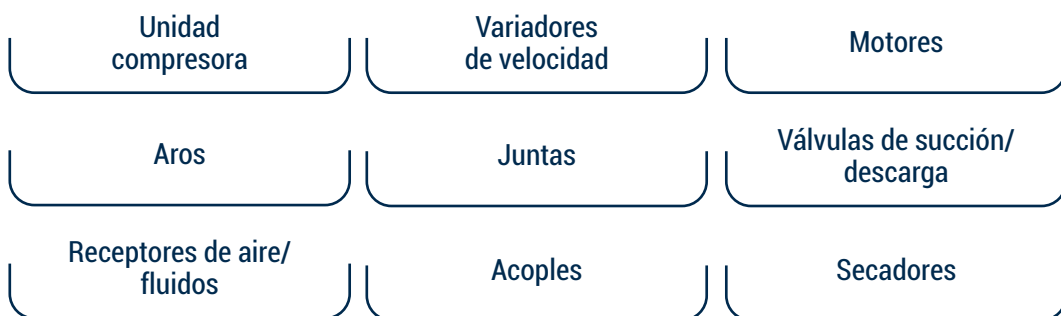 Unidad
compresora
Variadores
de velocidad
Motores
Aros
Juntas
Válvulas de succión/
descarga
Receptores de aire/
fluidos
Acoples
Secadores